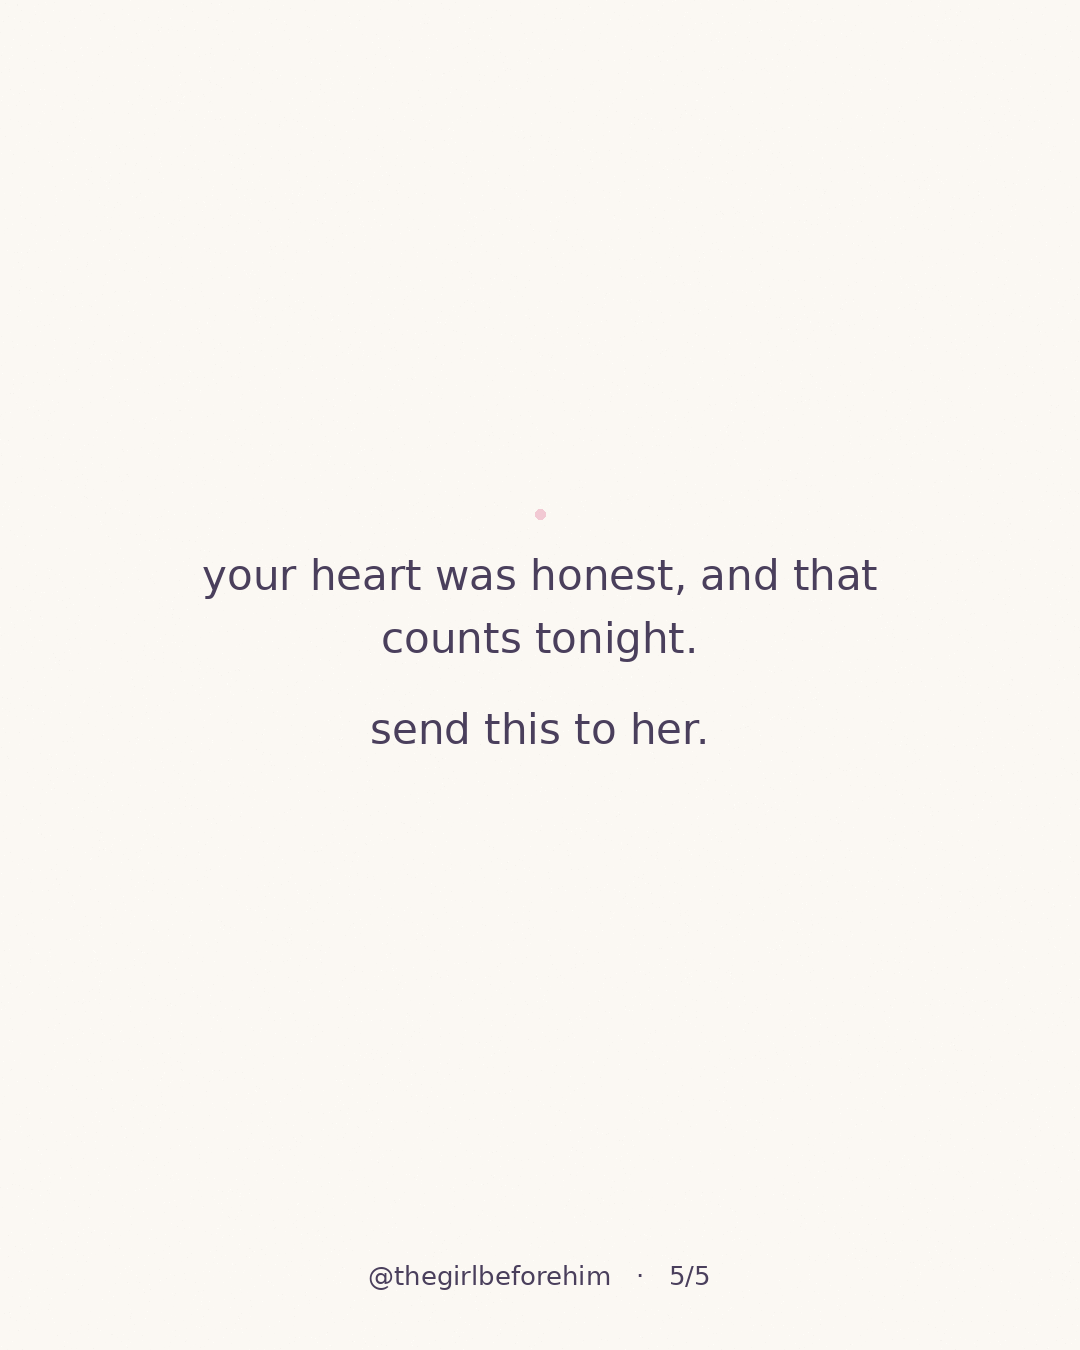 your heart was honest, and that
counts tonight.
send this to her.
@thegirlbeforehim · 5/5